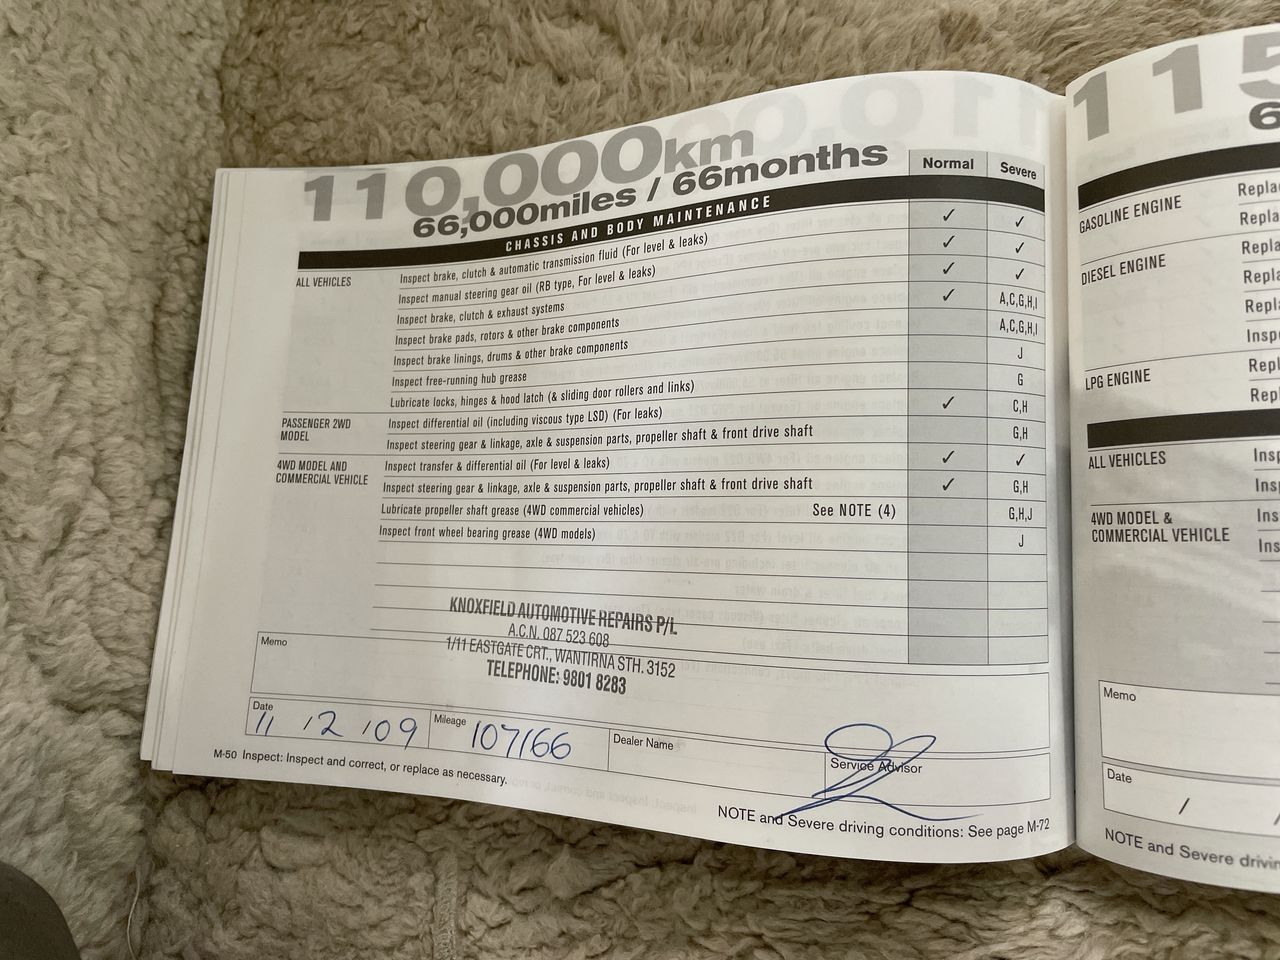 110,000km
66,000miles / 66months
Normal
Severe
CHASSIS AND BODY MAINTENANCE
ALL VEHICLES
Inspect brake, clutch & automatic transmission fluid (For level & leaks)
✓
✓
Inspect manual steering gear oil (RB type, For level & leaks)
✓
✓
Inspect brake, clutch & exhaust systems
✓
✓
Inspect brake pads, rotors & other brake components
✓
A,C,G,H,I
Inspect brake linings, drums & other brake components
A,C,G,H,I
Inspect free-running hub grease
J
Lubricate locks, hinges & hood latch (& sliding door rollers and links)
G
PASSENGER 2WD
MODEL
Inspect differential oil (including viscous type LSD) (For leaks)
✓
C,H
Inspect steering gear & linkage, axle & suspension parts, propeller shaft & front drive shaft
G,H
4WD MODEL AND
COMMERCIAL VEHICLE
Inspect transfer & differential oil (For level & leaks)
✓
✓
Inspect steering gear & linkage, axle & suspension parts, propeller shaft & front drive shaft
✓
G,H
Lubricate propeller shaft grease (4WD commercial vehicles) See NOTE (4)
G,H,J
Inspect front wheel bearing grease (4WD models)
J
KNOXFIELD AUTOMOTIVE REPAIRS P/L
A.C.N. 087 523 608
1/11 EASTGATE CRT., WANTIRNA STH. 3152
TELEPHONE: 9801 8283
Memo
Date
11 / 12 / 09
Mileage
107166
Dealer Name
Service Advisor
M-50 Inspect: Inspect and correct, or replace as necessary.
NOTE and Severe driving conditions: See page M-72
115
6
GASOLINE ENGINE
DIESEL ENGINE
LPG ENGINE
ALL VEHICLES
4WD MODEL &
COMMERCIAL VEHICLE
Memo
Date
/ /
NOTE and Severe